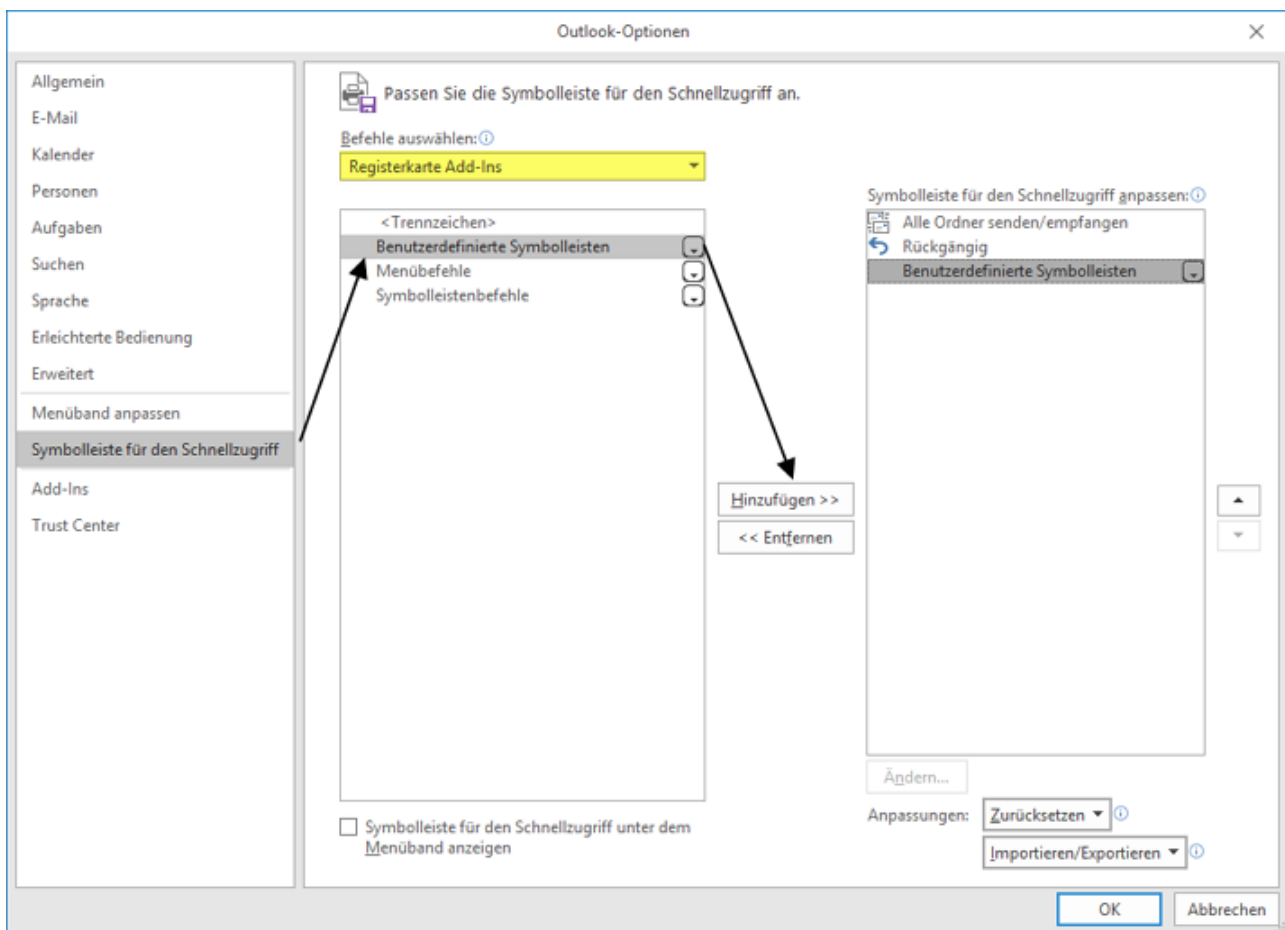 Outlook-Optionen
Allgemein
E-Mail
Kalender
Personen
Aufgaben
Suchen
Sprache
Erleichterte Bedienung
Erweitert
Menüband anpassen
Symbolleiste für den Schnellzugriff
Add-Ins
Trust Center
Passen Sie die Symbolleiste für den Schnellzugriff an.
Befehle auswählen:
Registerkarte Add-Ins
<Trennzeichen>
Benutzerdefinierte Symbolleisten
Menübefehle
Symbolleistenbefehle
Symbolleiste für den Schnellzugriff unter dem
Menüband anzeigen
Hinzufügen >>
<< Entfernen
Symbolleiste für den Schnellzugriff anpassen:
Alle Ordner senden/empfangen
Rückgängig
Benutzerdefinierte Symbolleisten
Ändern...
Anpassungen: Zurücksetzen
Importieren/Exportieren
OK
Abbrechen